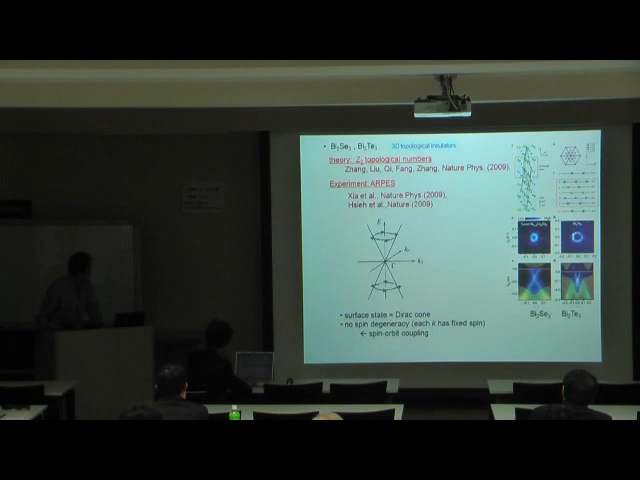 • Bi₂Se₃ , Bi₂Te₃ 3D topological insulators
theory: Z₂ topological numbers
Zhang, Liu, Qi, Fang, Zhang, Nature Phys. (2009).
Experiment: ARPES
Xia et al., Nature Phys (2009),
Hsieh et al., Nature (2009)
E
kᵧ
kₓ
• surface state = Dirac cone
• no spin degeneracy (each k has fixed spin)
← spin-orbit coupling
Bi₂Se₃ Bi₂Te₃